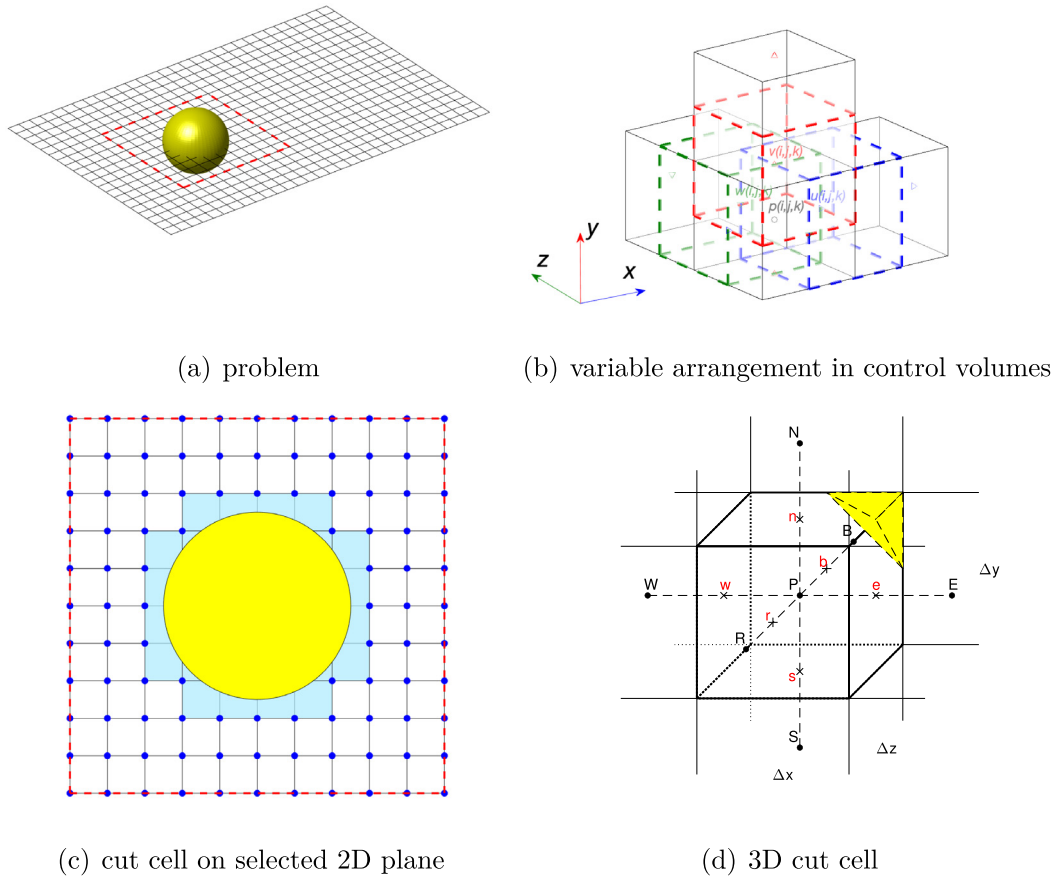 v(i,j,k)
w(i,j,k)
u(i,j,k)
p(i,j,k)
y
z
x
(a) problem
(b) variable arrangement in control volumes
N
n
B
b
Δy
W
w
P
e
E
r
R
s
S
Δz
Δx
(c) cut cell on selected 2D plane
(d) 3D cut cell